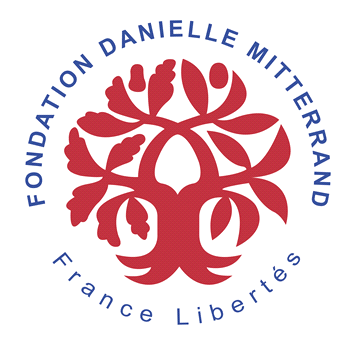 FONDATION DANIELLE MITTERRAND
France Libertés